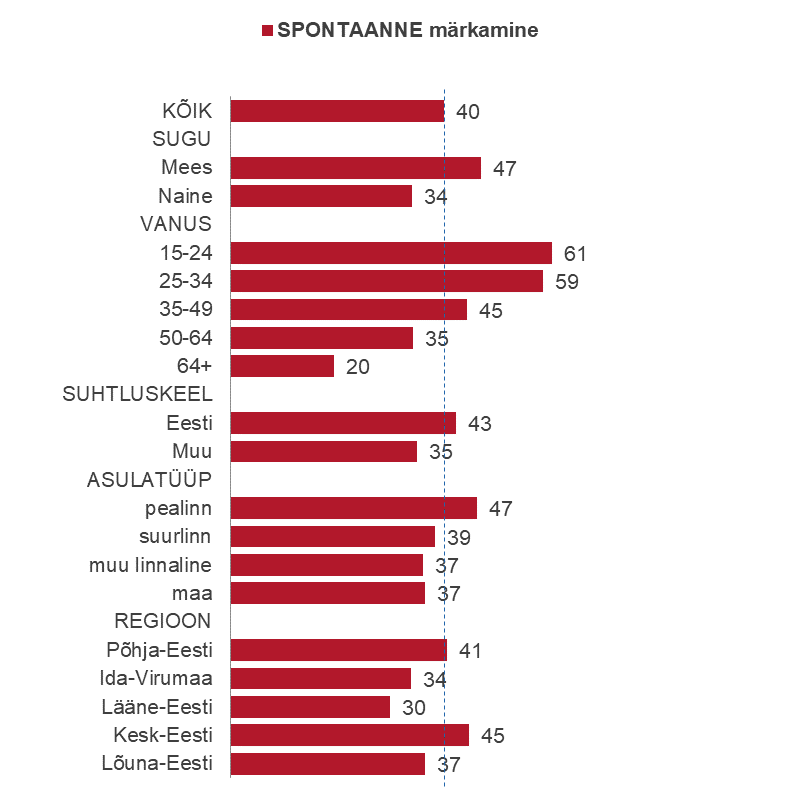 SPONTAANNE märkamine
KÕIK 40
SUGU
Mees 47
Naine 34
VANUS
15-24 61
25-34 59
35-49 45
50-64 35
64+ 20
SUHTLUSKEEL
Eesti 43
Muu 35
ASULATÜÜP
pealinn 47
suurlinn 39
muu linnaline 37
maa 37
REGIOON
Põhja-Eesti 41
Ida-Virumaa 34
Lääne-Eesti 30
Kesk-Eesti 45
Lõuna-Eesti 37